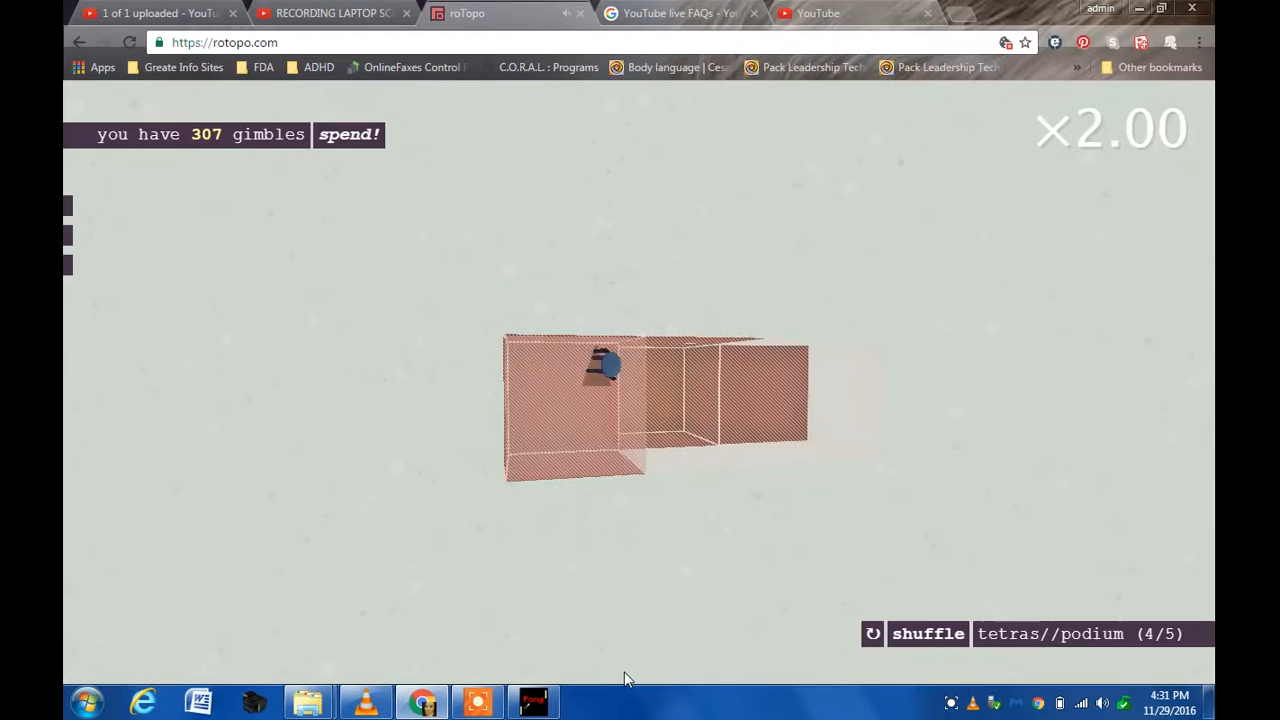 1 of 1 uploaded - YouTu
RECORDING LAPTOP SC
roTopo
YouTube live FAQs - Yo
YouTube
admin
https://rotopo.com
Apps
Greate Info Sites
FDA
ADHD
OnlineFaxes Control
C.O.R.A.L. : Programs
Body language | Ces
Pack Leadership Tech
Pack Leadership Tech
»
Other bookmarks
you have 307 gimbles
spend!
×2.00
↻ shuffle tetras//podium (4/5)
Pong
4:31 PM
11/29/2016